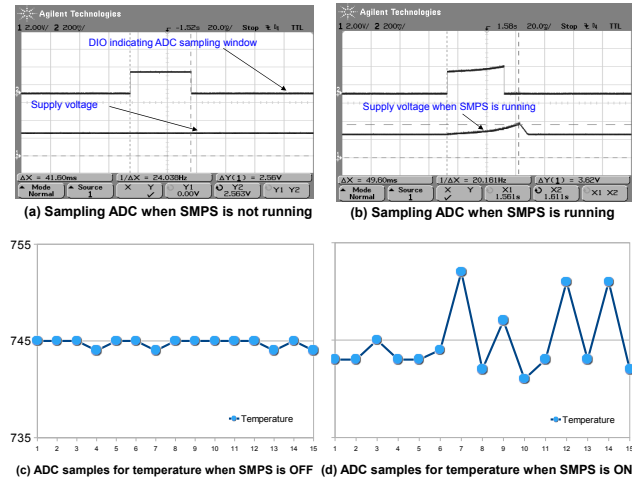 Agilent Technologies
1 2.00V/ 2 200▽/ -1.52s 20.0▽/ Stop TTL
DIO indicating ADC sampling window
Supply voltage
ΔX = 41.60ms 1/ΔX = 24.038Hz ΔY(1) = 2.56V
Mode Normal Source 1 X Y Y1 0.00V Y2 2.563V Y1 Y2
(a) Sampling ADC when SMPS is not running
Agilent Technologies
1 2.00V/ 2 200▽/ 1.58s 20.0▽/ Stop TTL
Supply voltage when SMPS is running
ΔX = 49.60ms 1/ΔX = 20.161Hz ΔY(1) = 3.62V
Mode Normal Source 1 X Y X1 1.561s X2 1.611s X1 X2
(b) Sampling ADC when SMPS is running
755
745
735
Temperature
1 2 3 4 5 6 7 8 9 10 11 12 13 14 15
(c) ADC samples for temperature when SMPS is OFF
Temperature
1 2 3 4 5 6 7 8 9 10 11 12 13 14 15
(d) ADC samples for temperature when SMPS is ON